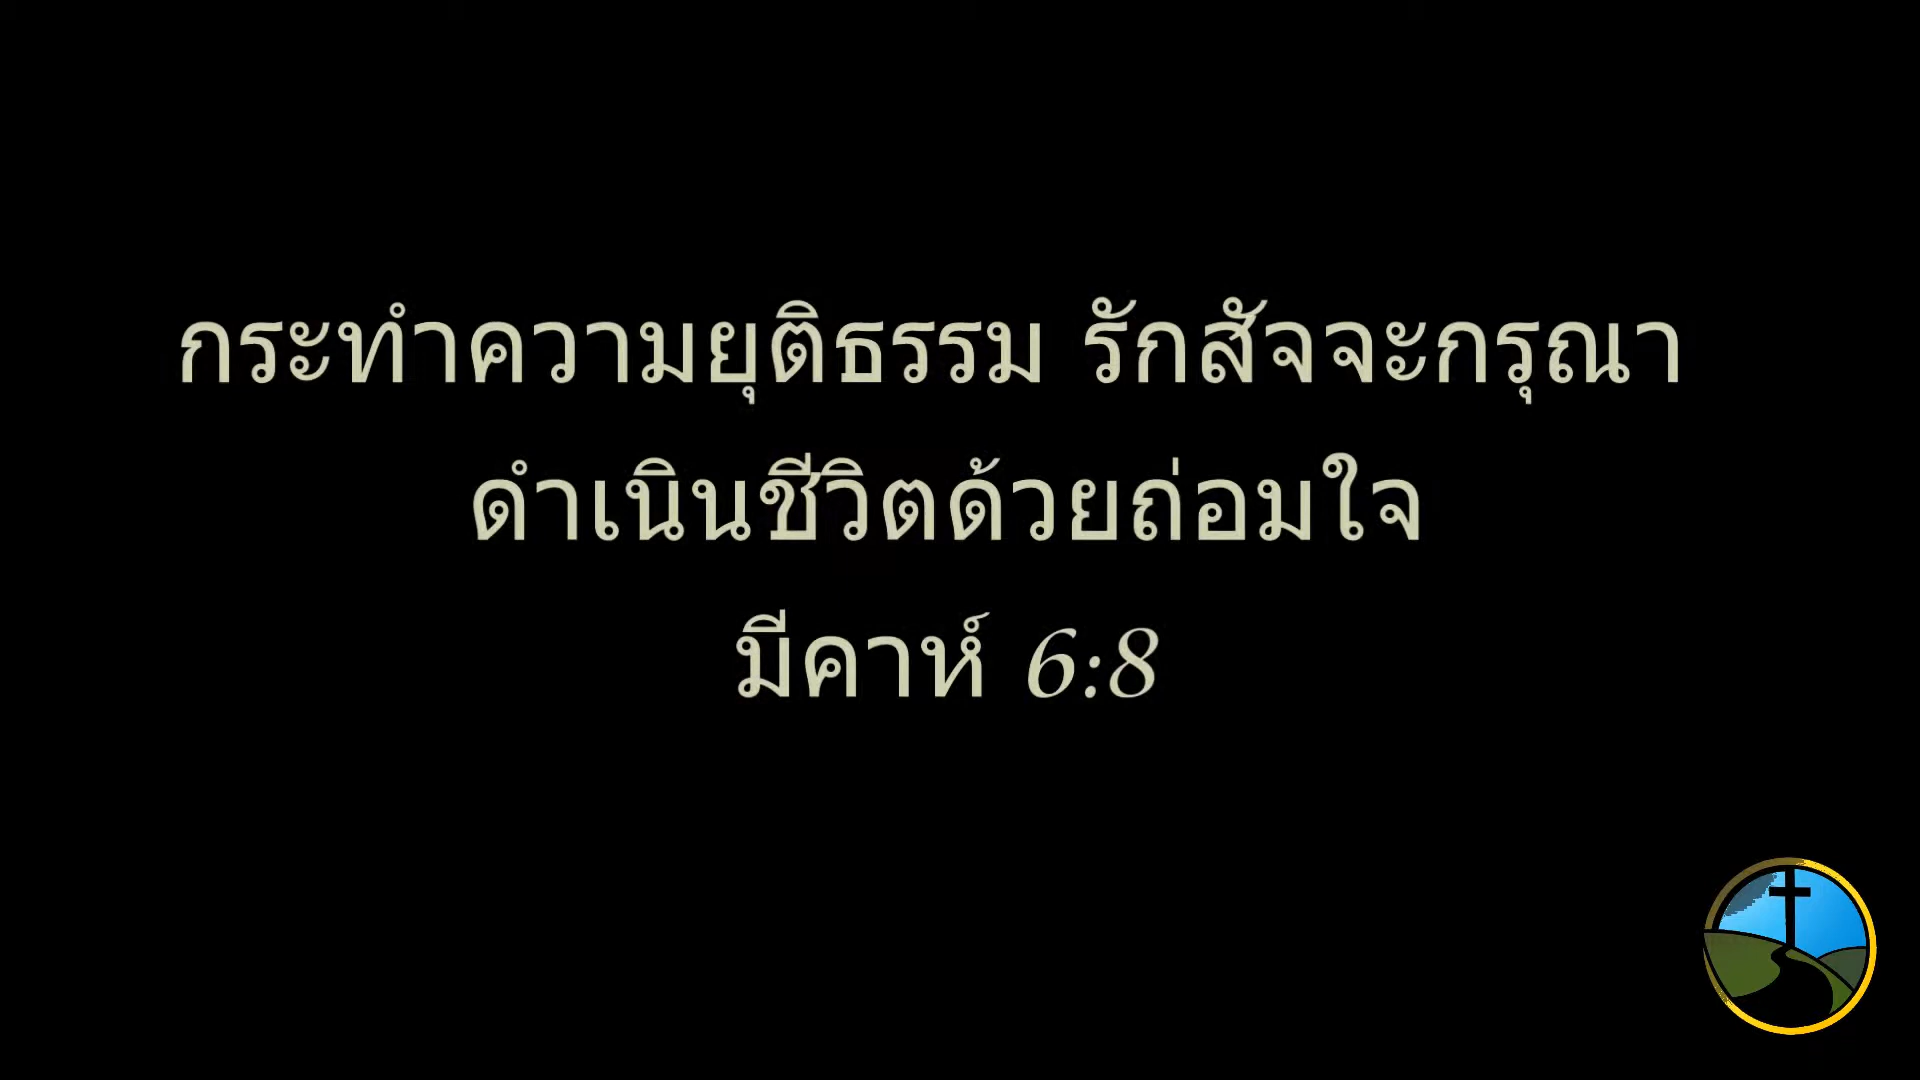 กระทำความยุติธรรม รักสัจจะกรุณา
ดำเนินชีวิตด้วยถ่อมใจ
มีคาห์ 6:8